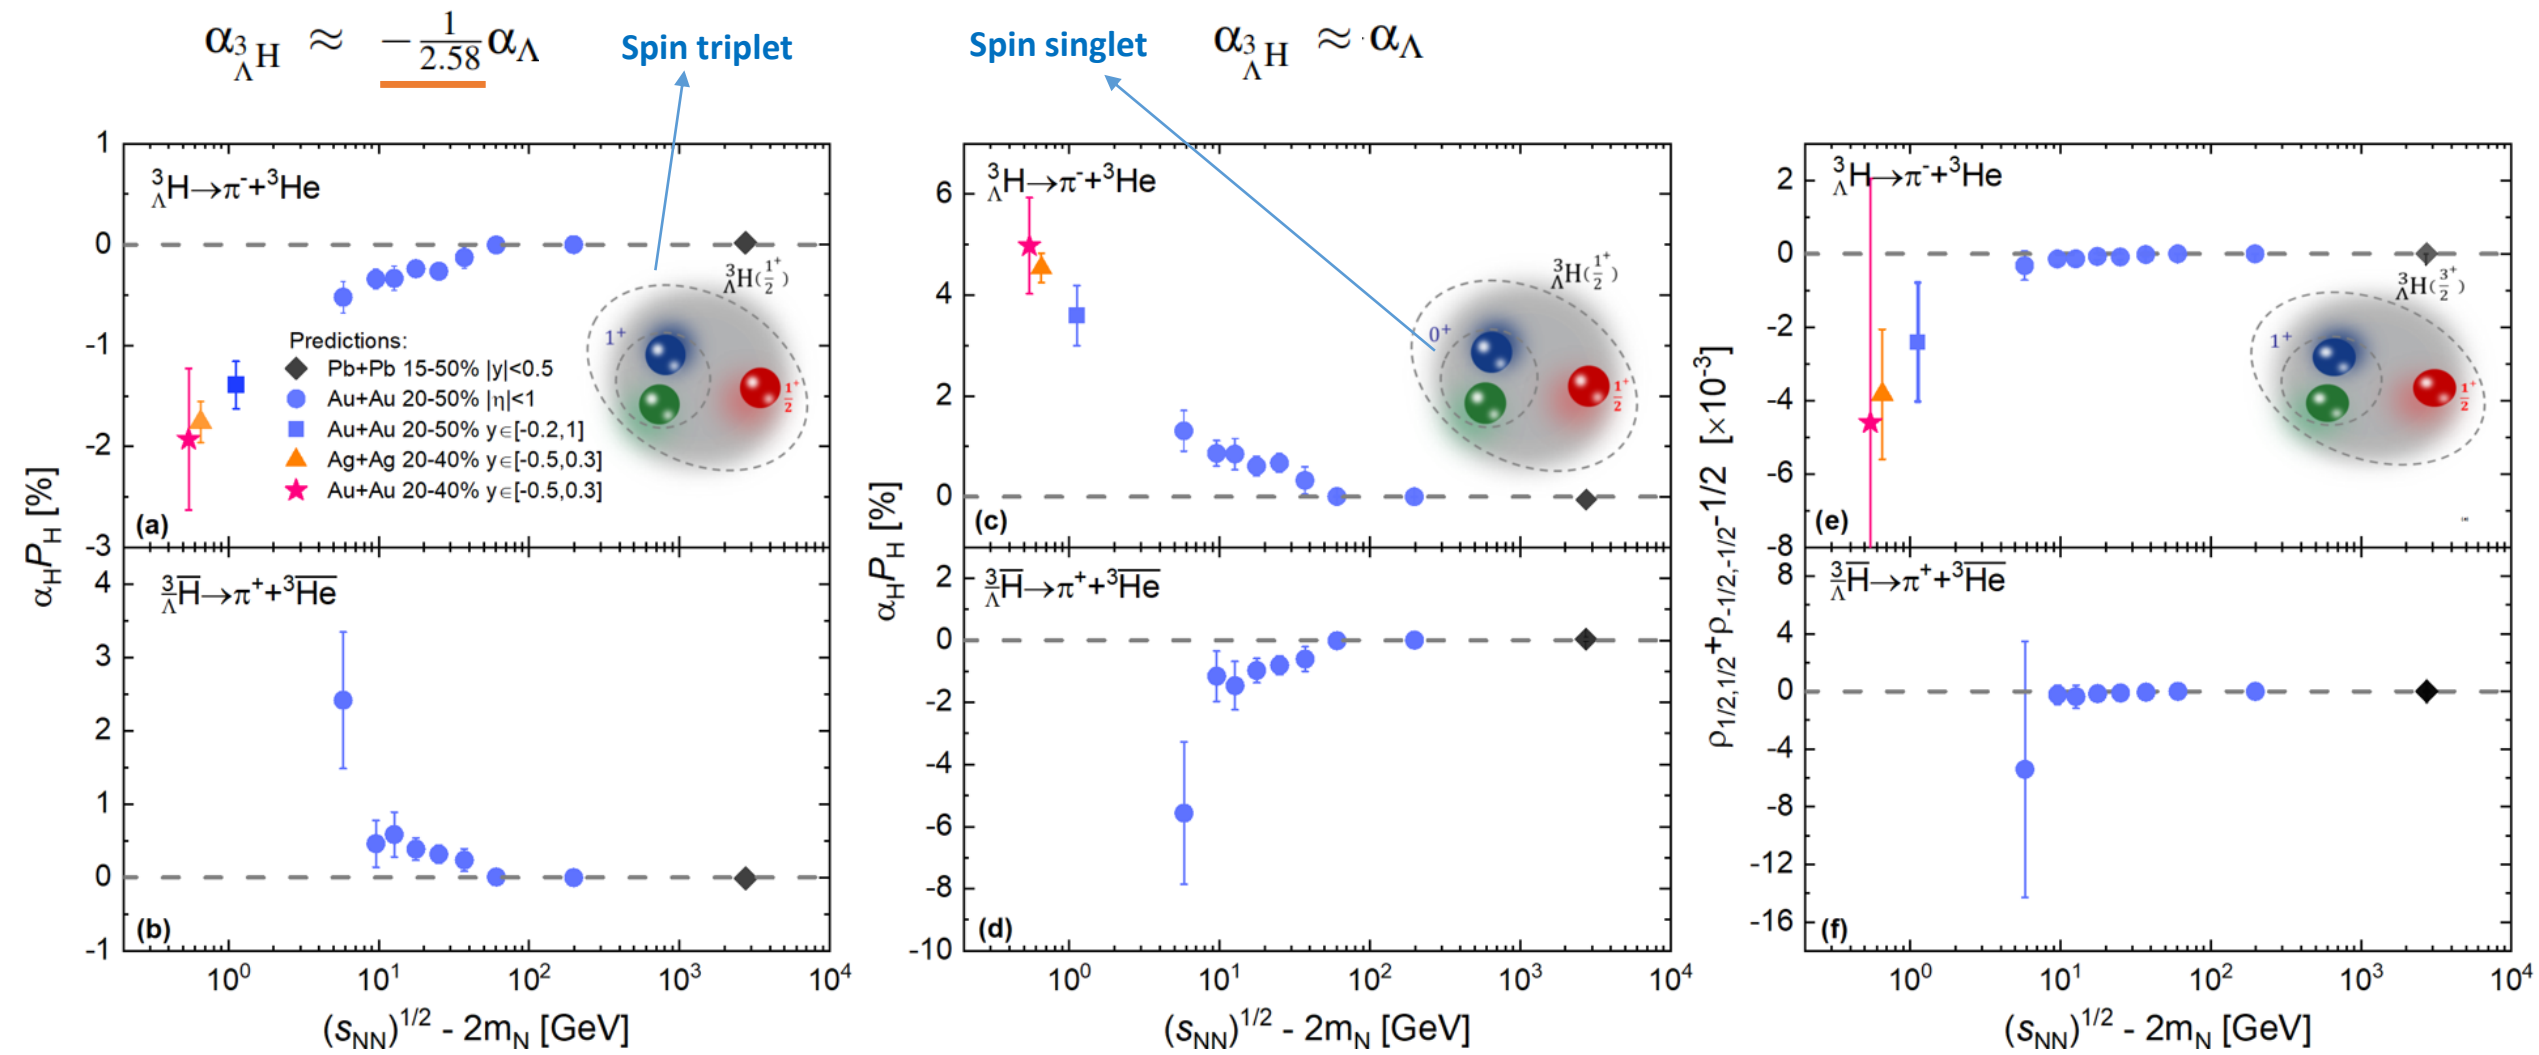 α³ΛH ≈ −1/2.58 αΛ
Spin triplet
Spin singlet
α³ΛH ≈ αΛ
³ΛH→π⁻+³He
1
0
-1
-2
-3
αHPH [%]
³ΛH(1/2⁺)
1⁺
1/2⁺
Predictions:
Pb+Pb 15-50% |y|<0.5
Au+Au 20-50% |η|<1
Au+Au 20-50% y∈[-0.2,1]
Ag+Ag 20-40% y∈[-0.5,0.3]
Au+Au 20-40% y∈[-0.5,0.3]
(a)
³Λ̅H̅→π⁺+³H̅e̅
4
3
2
1
0
-1
(b)
10⁰ 10¹ 10² 10³ 10⁴
(sNN)^1/2 - 2mN [GeV]
³ΛH→π⁻+³He
6
4
2
0
αHPH [%]
³ΛH(1/2⁺)
0⁺
1/2⁺
(c)
³Λ̅H̅→π⁺+³H̅e̅
2
0
-2
-4
-6
-8
-10
(d)
10⁰ 10¹ 10² 10³ 10⁴
(sNN)^1/2 - 2mN [GeV]
³ΛH→π⁻+³He
2
0
-2
-4
-6
-8
ρ1/2,1/2+ρ-1/2,-1/2-1/2 [×10⁻³]
³ΛH(3/2⁺)
1⁺
1/2⁺
(e)
³Λ̅H̅→π⁺+³H̅e̅
8
4
0
-4
-8
-12
-16
(f)
10⁰ 10¹ 10² 10³ 10⁴
(sNN)^1/2 - 2mN [GeV]